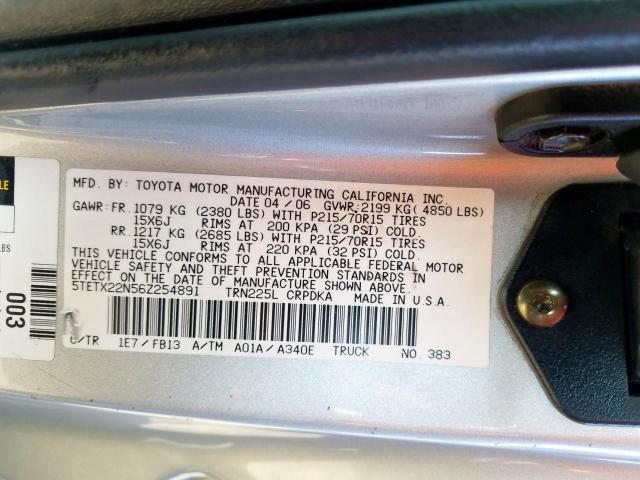 MFD. BY: TOYOTA MOTOR MANUFACTURING CALIFORNIA INC.
DATE 04 / 06 GVWR:2199 KG( 4850 LBS)
GAWR:FR.1079 KG (2380 LBS) WITH P215/70R15 TIRES
15X6J RIMS AT 200 KPA (29 PSI) COLD.
RR.1217 KG (2685 LBS) WITH P215/70R15 TIRES
15X6J RIMS AT 220 KPA (32 PSI) COLD.
THIS VEHICLE CONFORMS TO ALL APPLICABLE FEDERAL MOTOR
VEHICLE SAFETY AND THEFT PREVENTION STANDARDS IN
EFFECT ON THE DATE OF MANUFACTURE SHOWN ABOVE.
5TETX22N56Z254891 TRN225L CRPDKA MADE IN U.S.A.
C/TR 1E7/FB13 A/TM A01A/A340E TRUCK NO.383
LBS
003